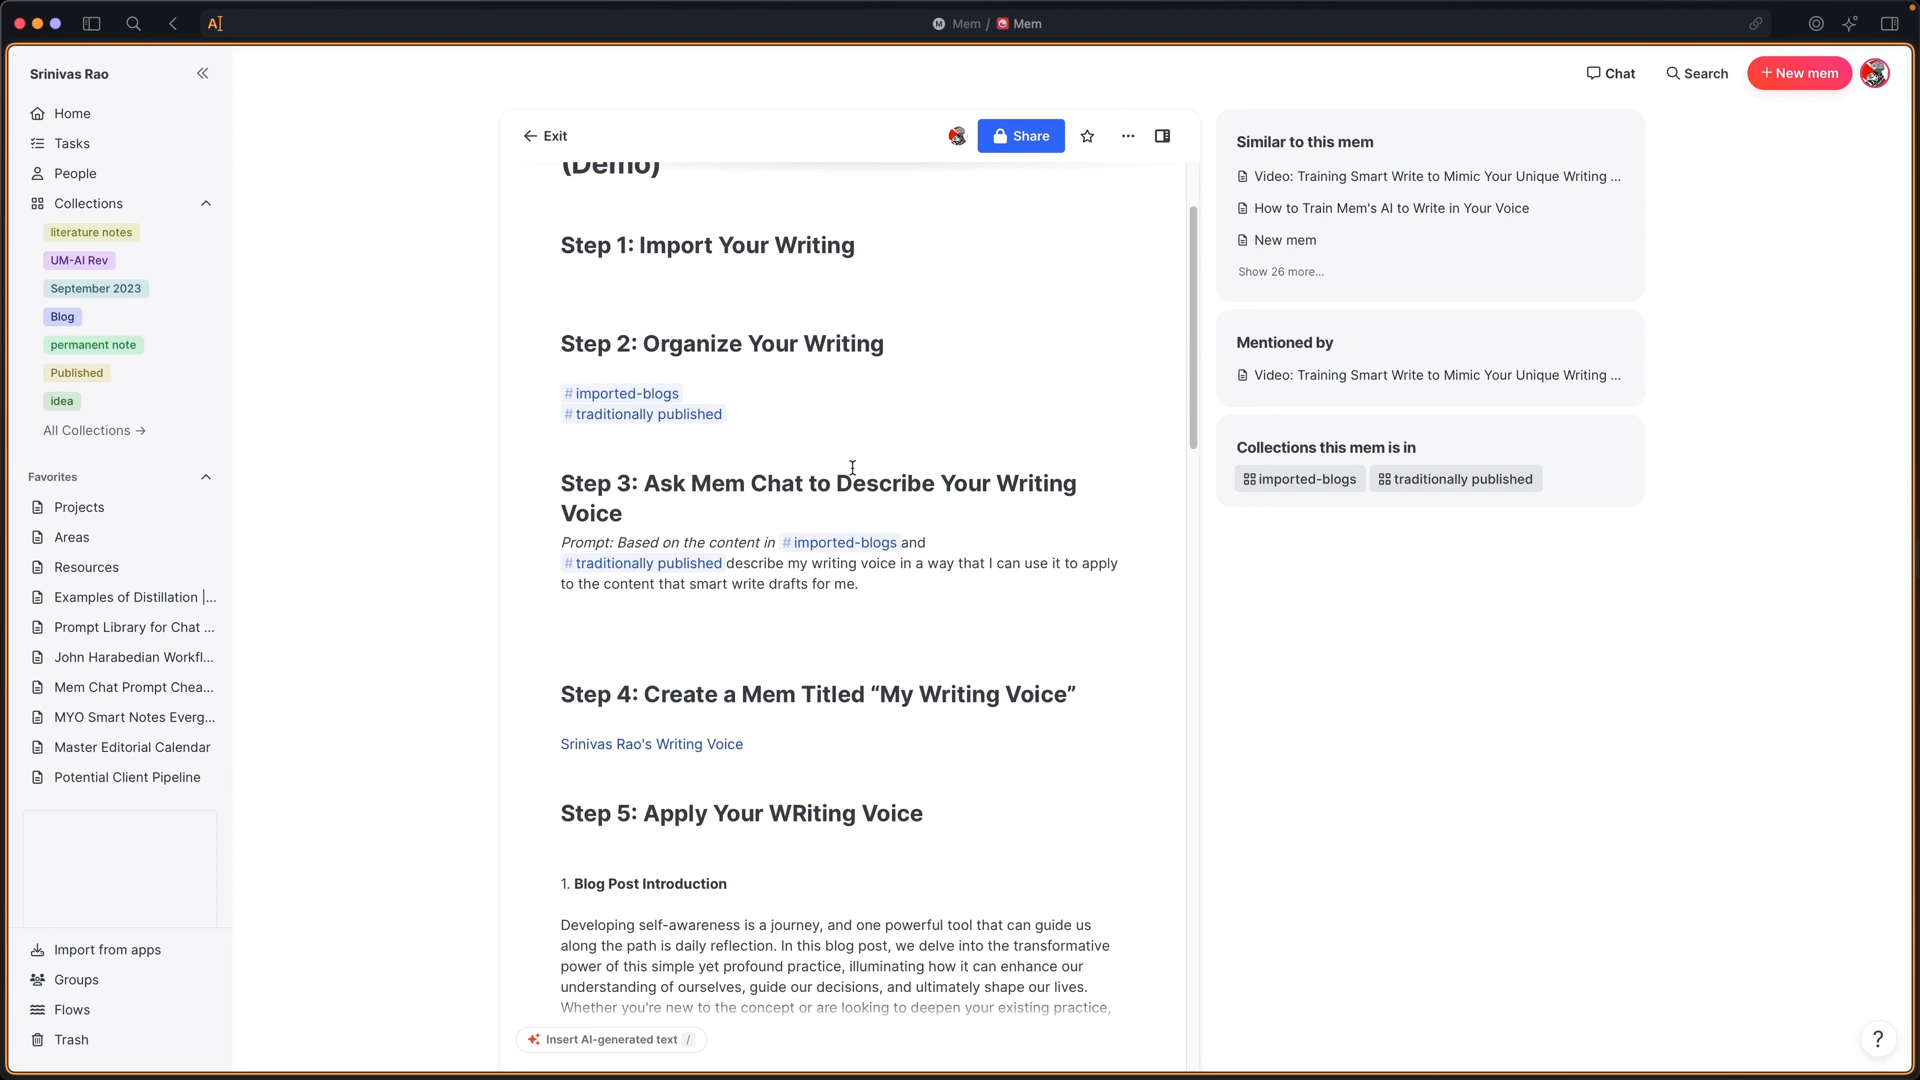 Mem / Mem
Srinivas Rao
Home
Tasks
People
Collections
literature notes
UM-AI Rev
September 2023
Blog
permanent note
Published
idea
All Collections →
Favorites
Projects
Areas
Resources
Examples of Distillation |...
Prompt Library for Chat ...
John Harabedian Workfl...
Mem Chat Prompt Chea...
MYO Smart Notes Everg...
Master Editorial Calendar
Potential Client Pipeline
Import from apps
Groups
Flows
Trash
Chat
Search
+ New mem
← Exit
Share
(Demo)
Step 1: Import Your Writing
Step 2: Organize Your Writing
#imported-blogs
#traditionally published
Step 3: Ask Mem Chat to Describe Your Writing
Voice
Prompt: Based on the content in #imported-blogs and
#traditionally published describe my writing voice in a way that I can use it to apply
to the content that smart write drafts for me.
Step 4: Create a Mem Titled “My Writing Voice”
Srinivas Rao's Writing Voice
Step 5: Apply Your WRiting Voice
1. Blog Post Introduction
Developing self-awareness is a journey, and one powerful tool that can guide us
along the path is daily reflection. In this blog post, we delve into the transformative
power of this simple yet profound practice, illuminating how it can enhance our
understanding of ourselves, guide our decisions, and ultimately shape our lives.
Whether you're new to the concept or are looking to deepen your existing practice,
Insert AI-generated text /
Similar to this mem
Video: Training Smart Write to Mimic Your Unique Writing ...
How to Train Mem's AI to Write in Your Voice
New mem
Show 26 more...
Mentioned by
Video: Training Smart Write to Mimic Your Unique Writing ...
Collections this mem is in
imported-blogs
traditionally published
?